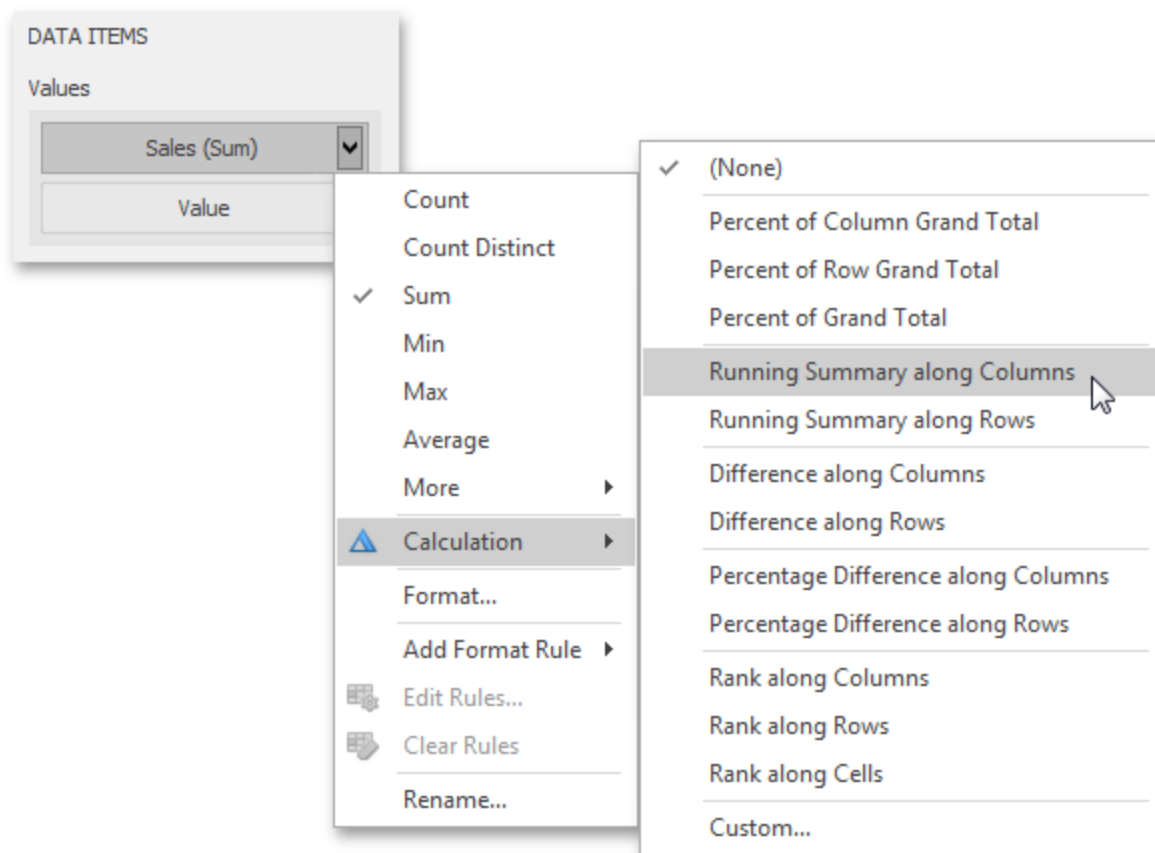 DATA ITEMS
Values
Sales (Sum)
Value
Count
Count Distinct
Sum
Min
Max
Average
More
Calculation
Format...
Add Format Rule
Edit Rules...
Clear Rules
Rename...
(None)
Percent of Column Grand Total
Percent of Row Grand Total
Percent of Grand Total
Running Summary along Columns
Running Summary along Rows
Difference along Columns
Difference along Rows
Percentage Difference along Columns
Percentage Difference along Rows
Rank along Columns
Rank along Rows
Rank along Cells
Custom...